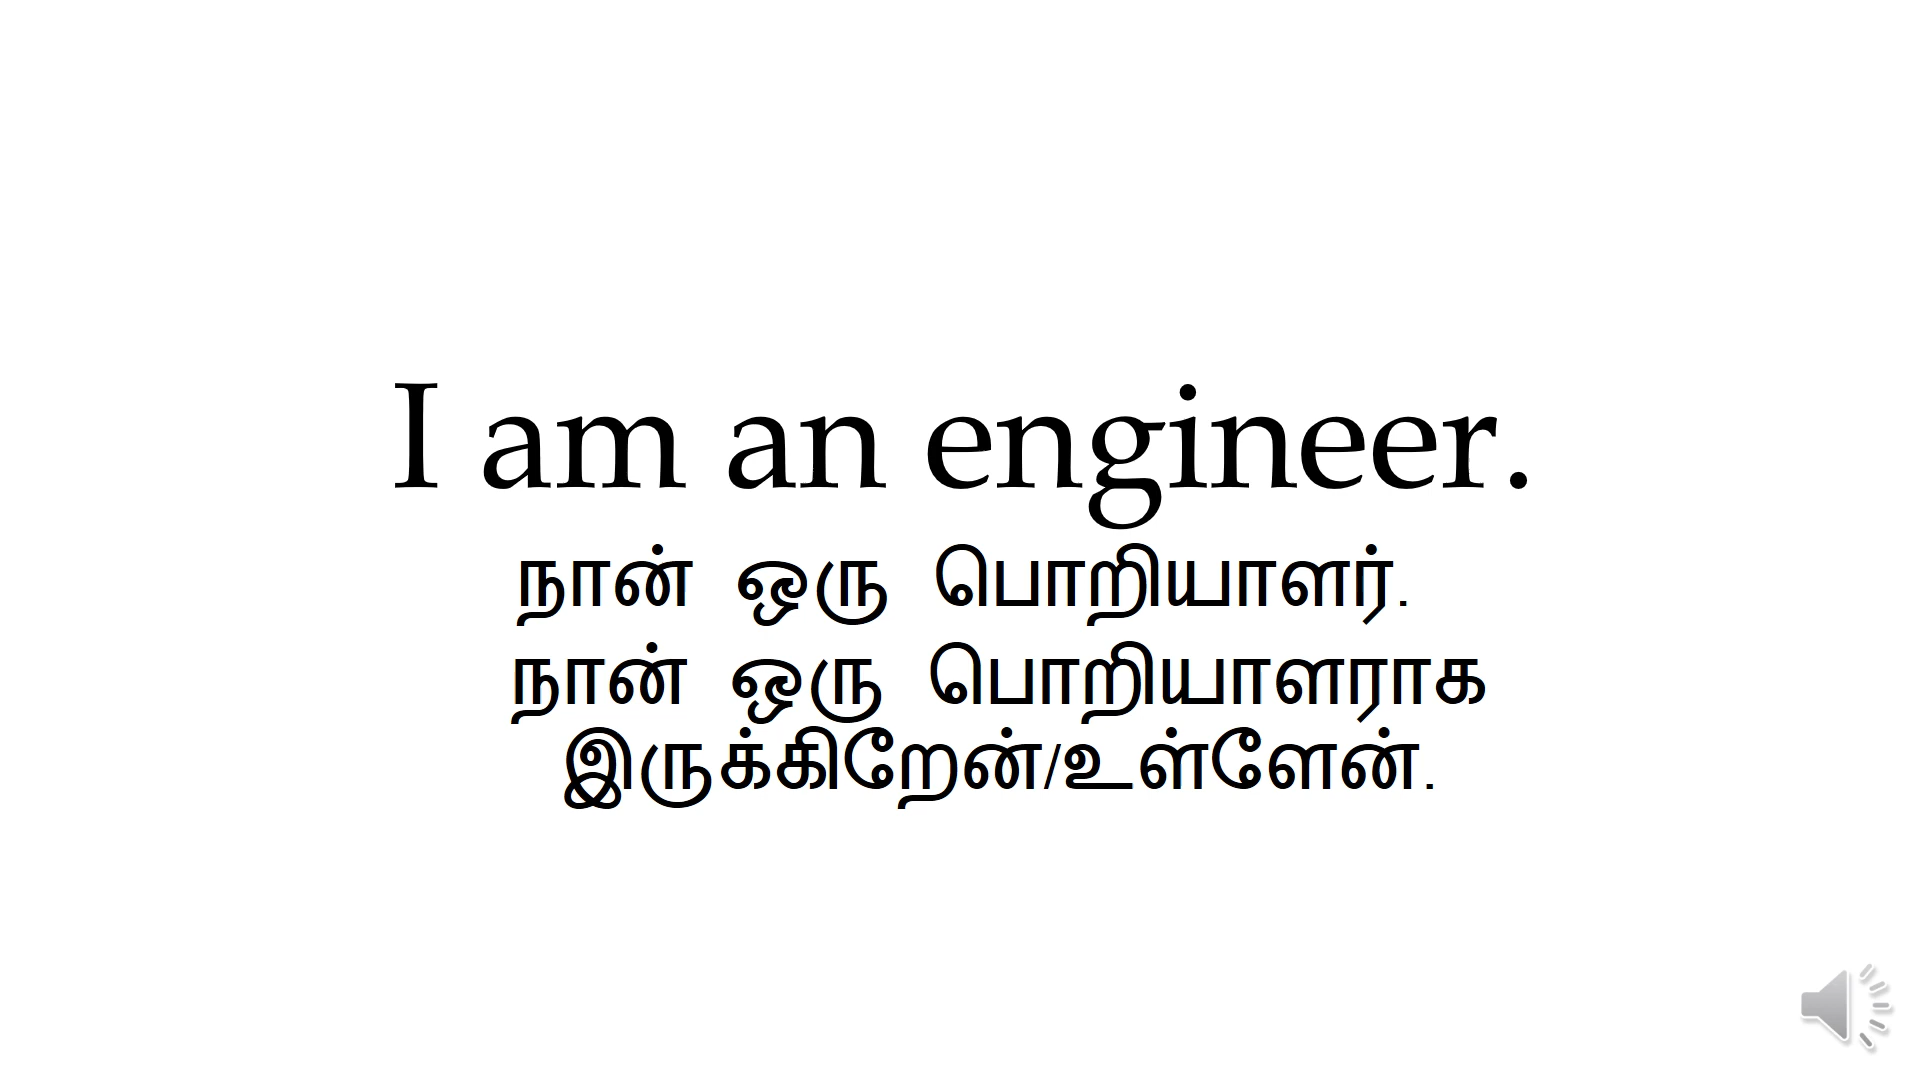 I am an engineer.
நான் ஒரு பொறியாளர்.
நான் ஒரு பொறியாளராக
இருக்கிறேன்/உள்ளேன்.